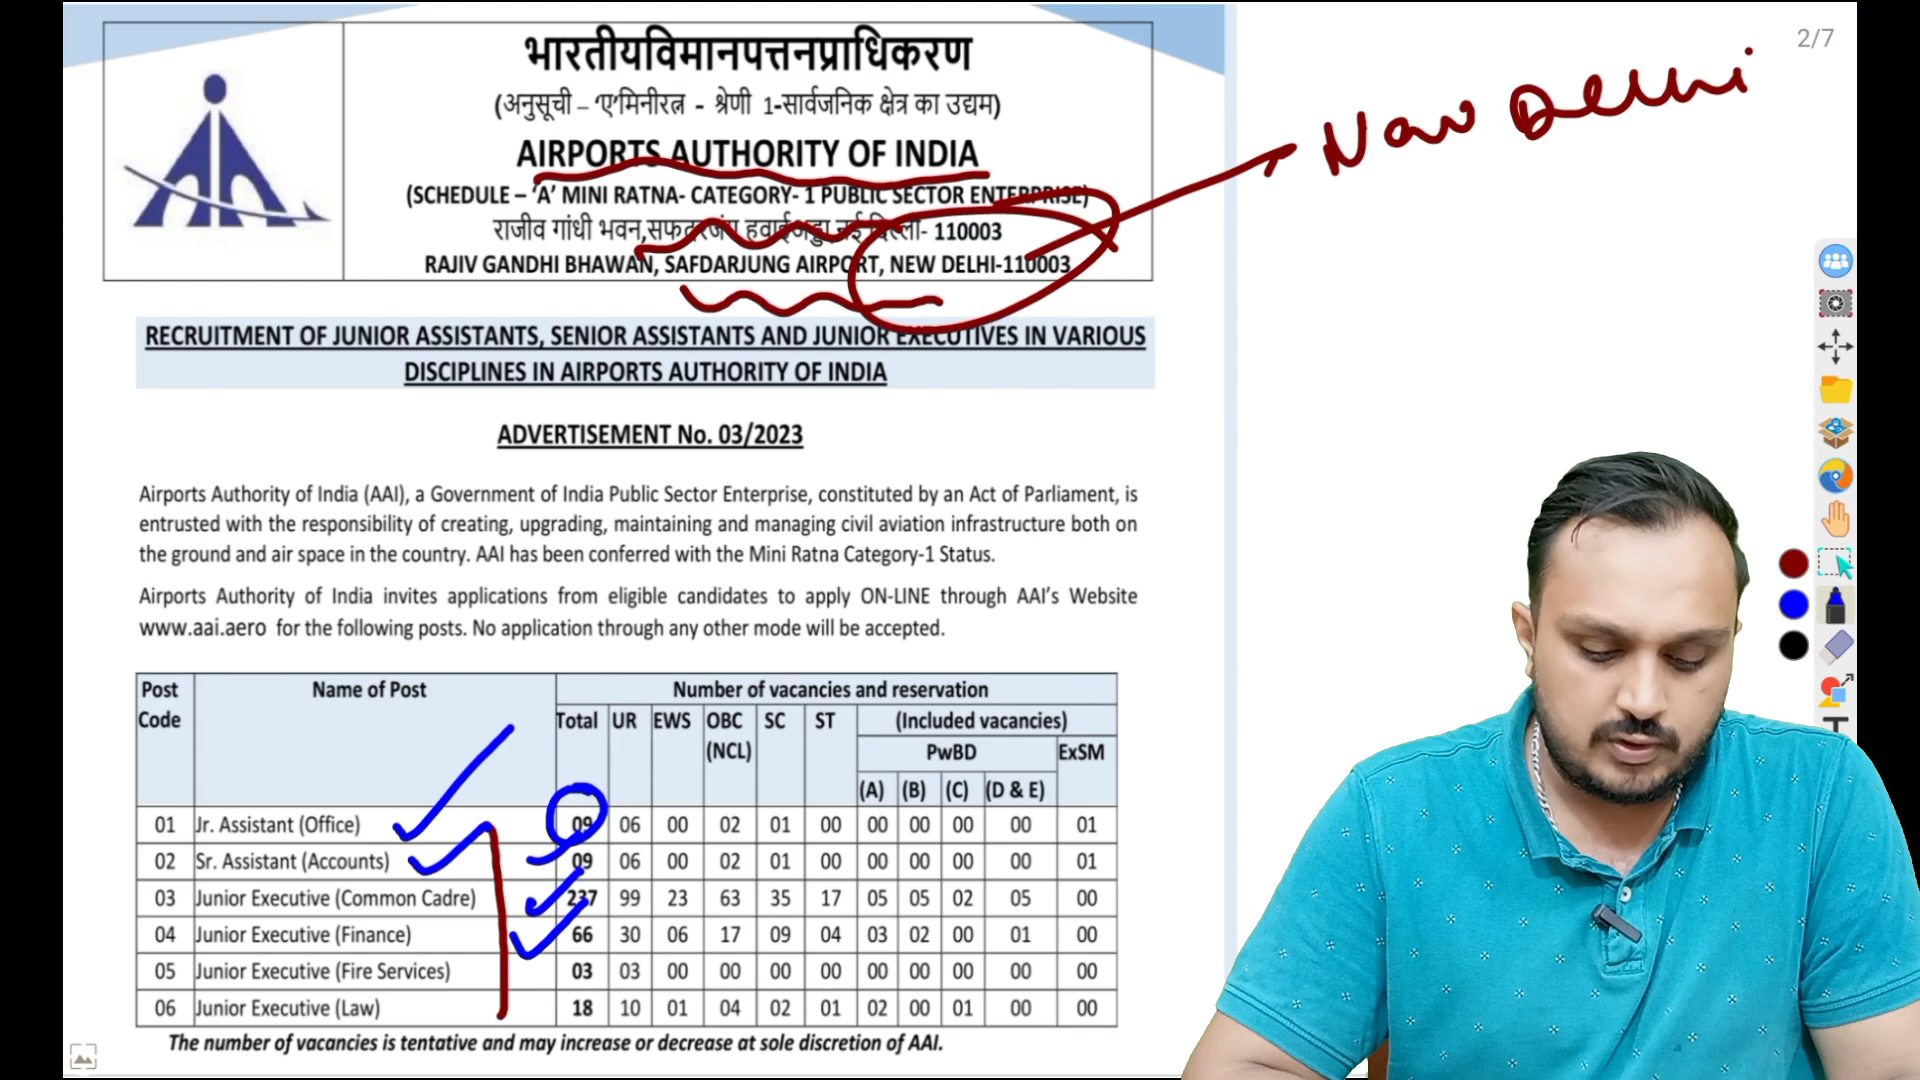 2/7
भारतीयविमानपत्तनप्राधिकरण
(अनुसूची – 'ए'मिनीरत्न - श्रेणी 1-सार्वजनिक क्षेत्र का उद्यम)
AIRPORTS AUTHORITY OF INDIA
(SCHEDULE – 'A' MINI RATNA- CATEGORY- 1 PUBLIC SECTOR ENTERPRISE)
राजीव गांधी भवन,सफदरजंग हवाईअड्डा,नई दिल्ली- 110003
RAJIV GANDHI BHAWAN, SAFDARJUNG AIRPORT, NEW DELHI-110003
New Delhi
RECRUITMENT OF JUNIOR ASSISTANTS, SENIOR ASSISTANTS AND JUNIOR EXECUTIVES IN VARIOUS
DISCIPLINES IN AIRPORTS AUTHORITY OF INDIA
ADVERTISEMENT No. 03/2023
Airports Authority of India (AAI), a Government of India Public Sector Enterprise, constituted by an Act of Parliament, is
entrusted with the responsibility of creating, upgrading, maintaining and managing civil aviation infrastructure both on
the ground and air space in the country. AAI has been conferred with the Mini Ratna Category-1 Status.
Airports Authority of India invites applications from eligible candidates to apply ON-LINE through AAI's Website
www.aai.aero for the following posts. No application through any other mode will be accepted.
Post Code Name of Post Number of vacancies and reservation
Total UR EWS OBC (NCL) SC ST (Included vacancies)
PwBD ExSM
(A) (B) (C) (D & E)
01 Jr. Assistant (Office) 09 06 00 02 01 00 00 00 00 00 01
02 Sr. Assistant (Accounts) 09 06 00 02 01 00 00 00 00 00 01
03 Junior Executive (Common Cadre) 237 99 23 63 35 17 05 05 02 05 00
04 Junior Executive (Finance) 66 30 06 17 09 04 03 02 00 01 00
05 Junior Executive (Fire Services) 03 03 00 00 00 00 00 00 00 00 00
06 Junior Executive (Law) 18 10 01 04 02 01 02 00 01 00 00
The number of vacancies is tentative and may increase or decrease at sole discretion of AAI.